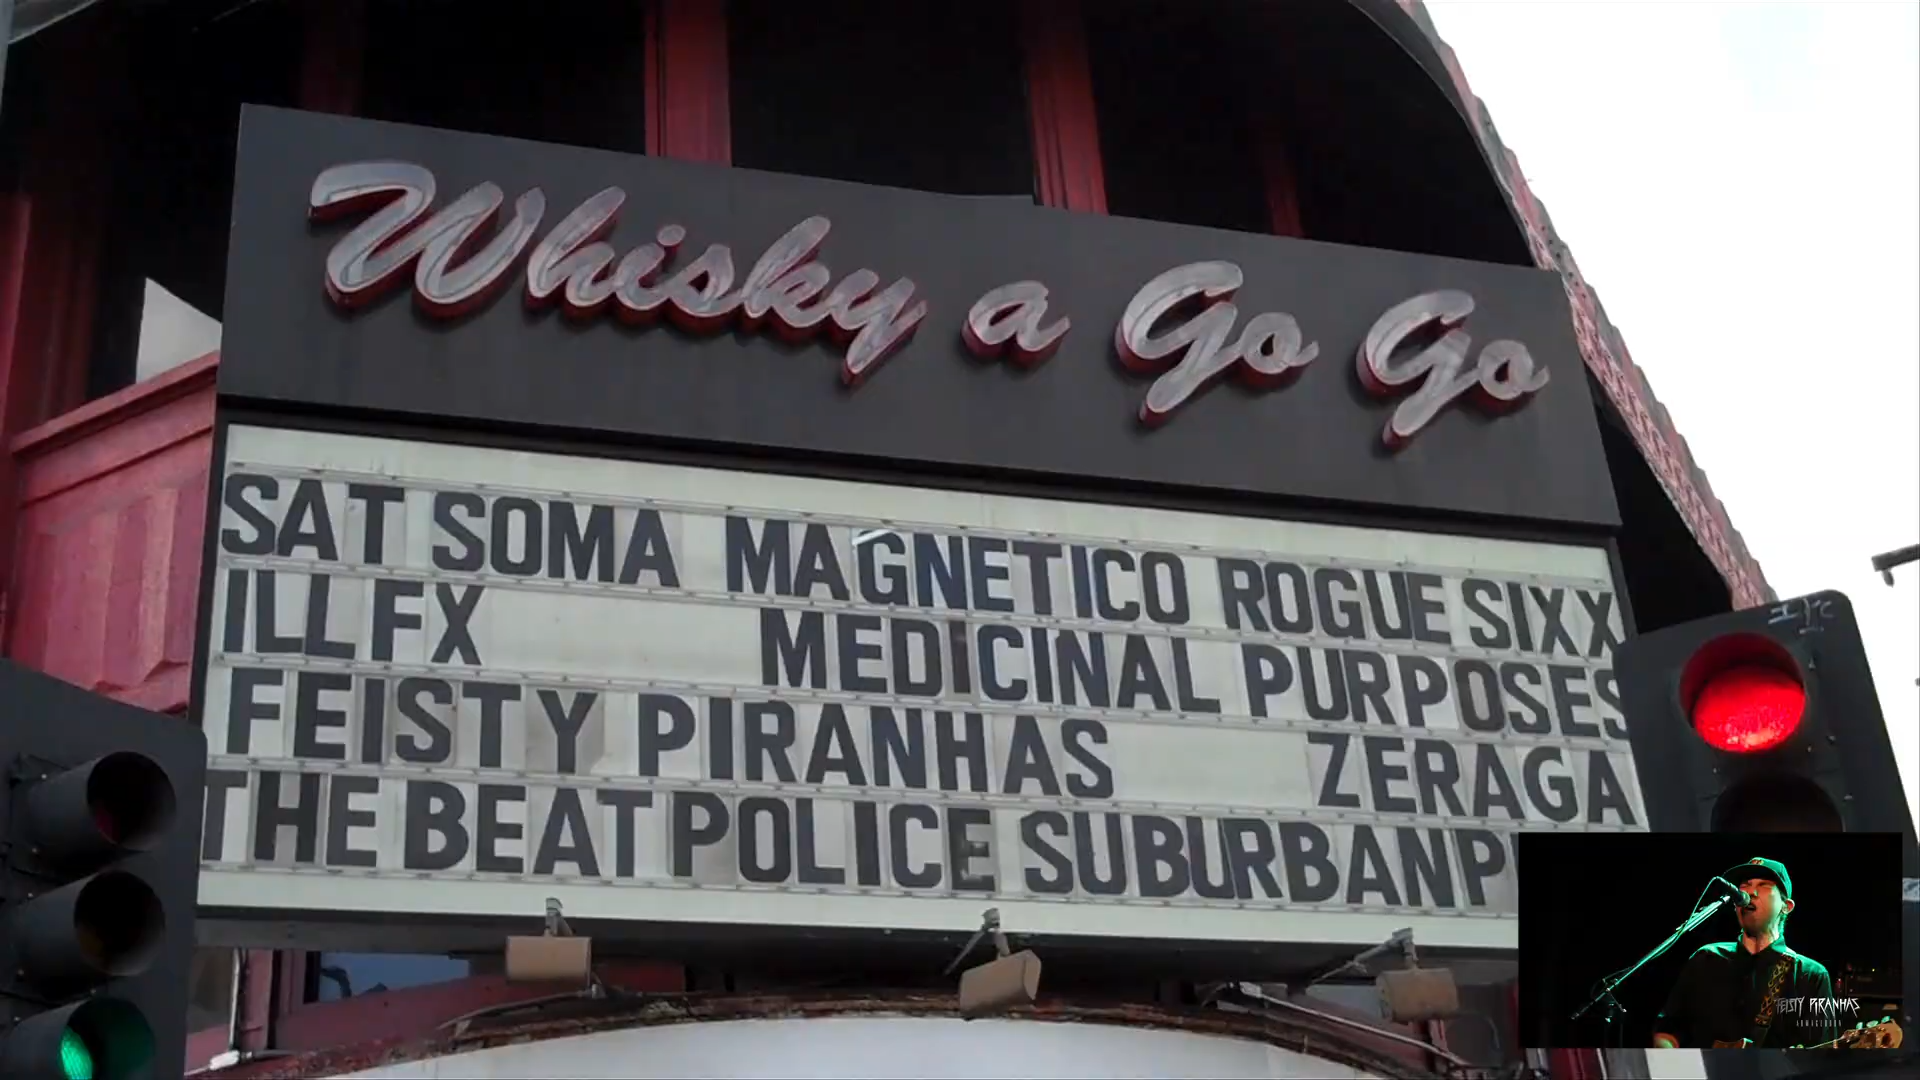 Whisky a Go Go
SAT SOMA MAGNETICO ROGUE SIXX
ILL FX MEDICINAL PURPOSES
FEISTY PIRANHAS ZERAGA
THE BEAT POLICE SUBURBAN P
FEISTY PIRANHAS
ARMAGEDDON